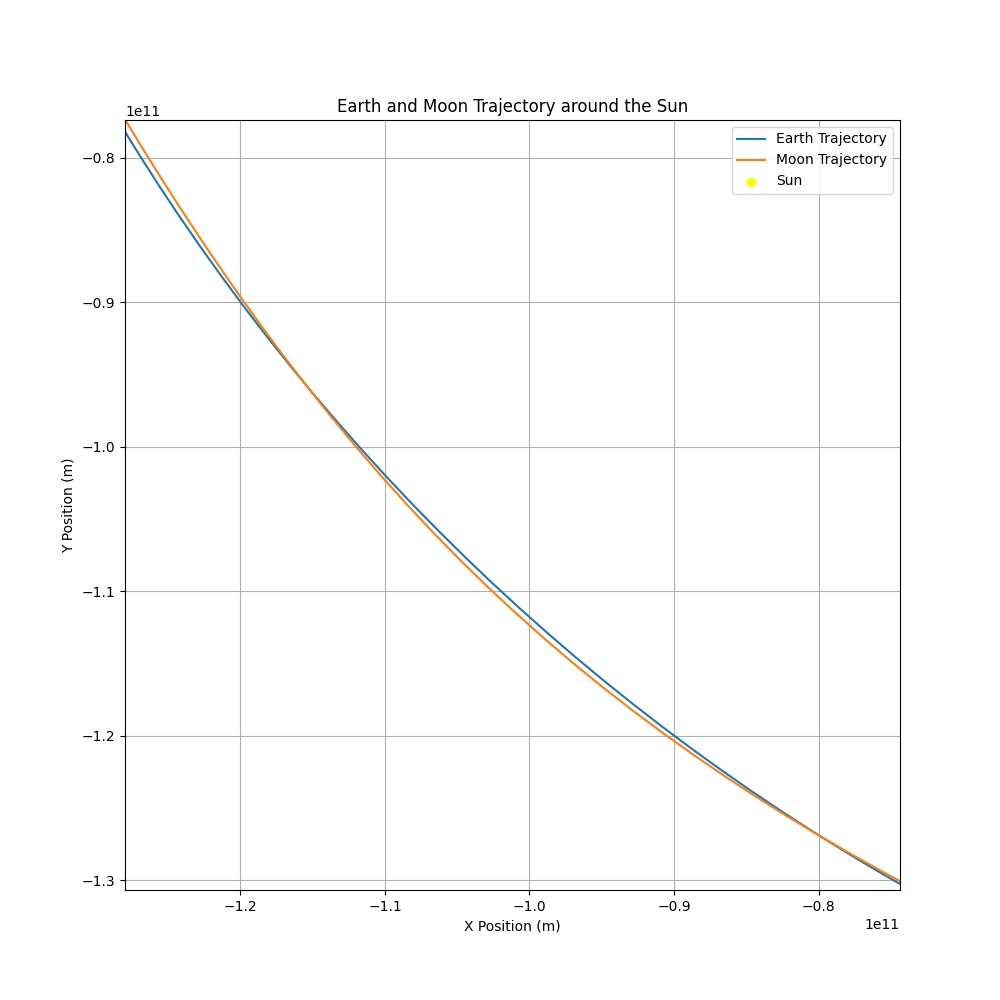 Earth and Moon Trajectory around the Sun
1e11
Earth Trajectory
Moon Trajectory
Sun
−0.8
−0.9
−1.0
−1.1
−1.2
−1.3
Y Position (m)
−1.2 −1.1 −1.0 −0.9 −0.8
1e11
X Position (m)